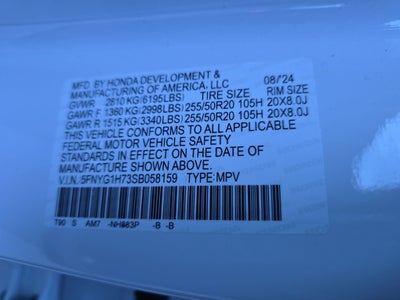 MFD. BY HONDA DEVELOPMENT &
MANUFACTURING OF AMERICA, LLC 08/24
GVWR 2810 KG(6195LBS) TIRE SIZE RIM SIZE
GAWR F 1360 KG(2998LBS) 255/50R20 105H 20X8.0J
GAWR R 1515 KG(3340LBS) 255/50R20 105H 20X8.0J
THIS VEHICLE CONFORMS TO ALL APPLICABLE
FEDERAL MOTOR VEHICLE SAFETY
STANDARDS IN EFFECT ON THE DATE OF
MANUFACTURE SHOWN ABOVE.
V.I.N. 5FNYG1H73SB058159 TYPE:MPV
T90 S AM7 -NH883P -B -B